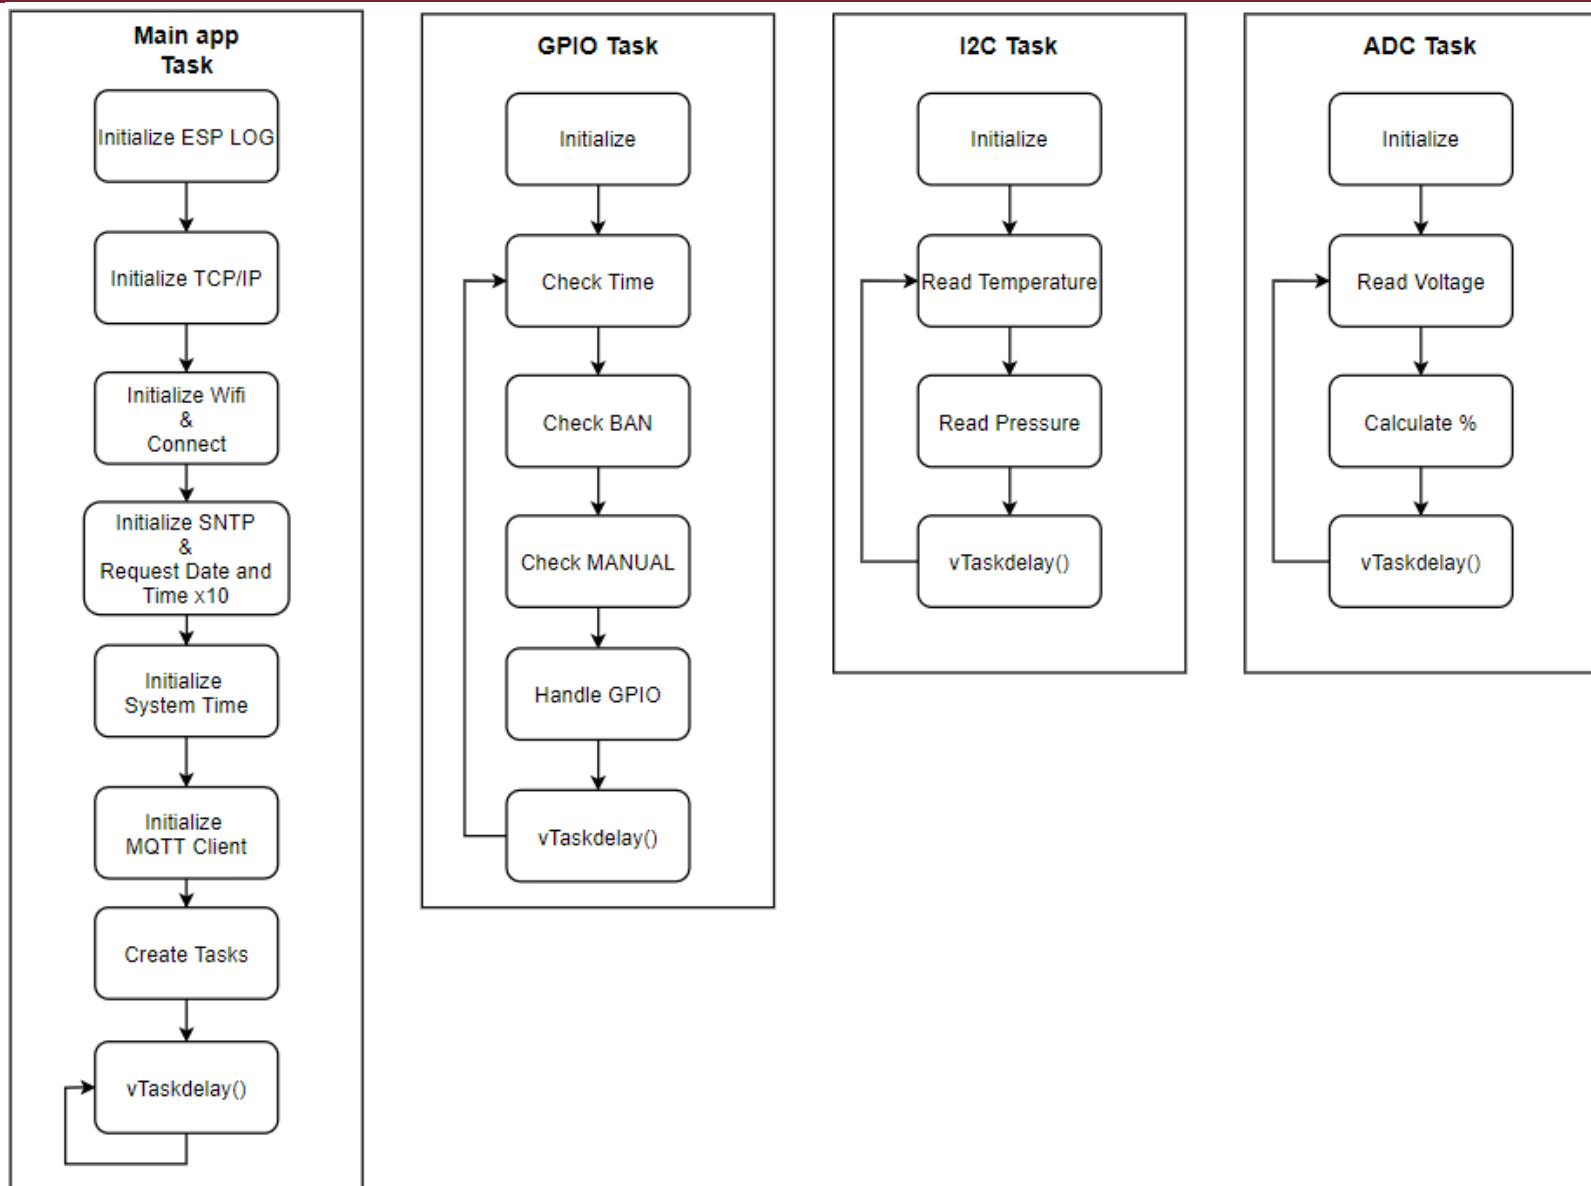 Main app
Task
Initialize ESP LOG
Initialize TCP/IP
Initialize Wifi
&
Connect
Initialize SNTP
&
Request Date and
Time x10
Initialize
System Time
Initialize
MQTT Client
Create Tasks
vTaskdelay()
GPIO Task
Initialize
Check Time
Check BAN
Check MANUAL
Handle GPIO
vTaskdelay()
I2C Task
Initialize
Read Temperature
Read Pressure
vTaskdelay()
ADC Task
Initialize
Read Voltage
Calculate %
vTaskdelay()